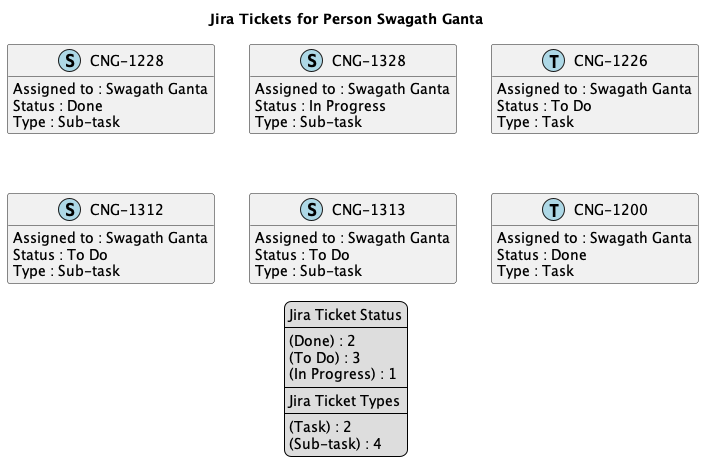 Jira Tickets for Person Swagath Ganta
S CNG-1228
Assigned to : Swagath Ganta
Status : Done
Type : Sub-task
S CNG-1328
Assigned to : Swagath Ganta
Status : In Progress
Type : Sub-task
T CNG-1226
Assigned to : Swagath Ganta
Status : To Do
Type : Task
S CNG-1312
Assigned to : Swagath Ganta
Status : To Do
Type : Sub-task
S CNG-1313
Assigned to : Swagath Ganta
Status : To Do
Type : Sub-task
T CNG-1200
Assigned to : Swagath Ganta
Status : Done
Type : Task
Jira Ticket Status
(Done) : 2
(To Do) : 3
(In Progress) : 1
Jira Ticket Types
(Task) : 2
(Sub-task) : 4